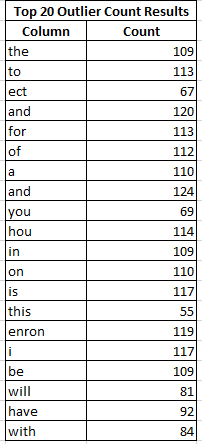 Top 20 Outlier Count Results
Column Count
the 109
to 113
ect 67
and 120
for 113
of 112
a 110
and 124
you 69
hou 114
in 109
on 110
is 117
this 55
enron 119
i 117
be 109
will 81
have 92
with 84